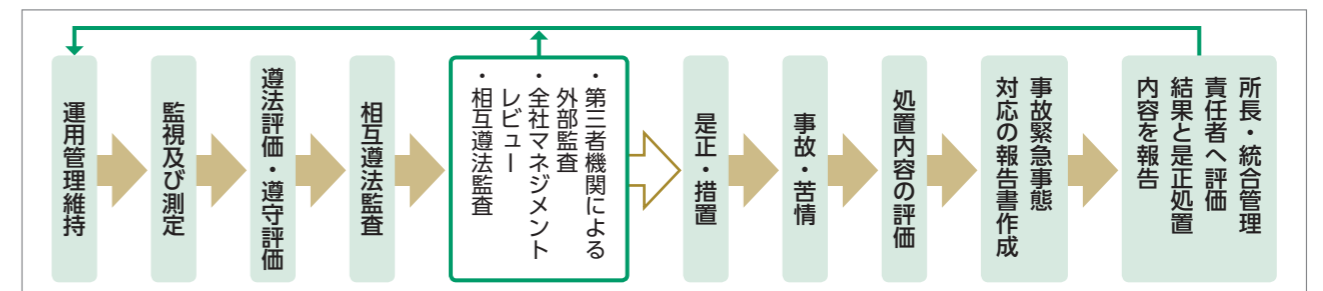 運用管理維持
監視及び測定
遵法評価・遵守評価
相互遵法監査
・第三者機関による
外部監査
・全社マネジメント
レビュー
・相互遵法監査
是正・措置
事故・苦情
処置内容の評価
事故緊急事態
対応の報告書作成
所長・統合管理
責任者へ評価
結果と是正処置
内容を報告